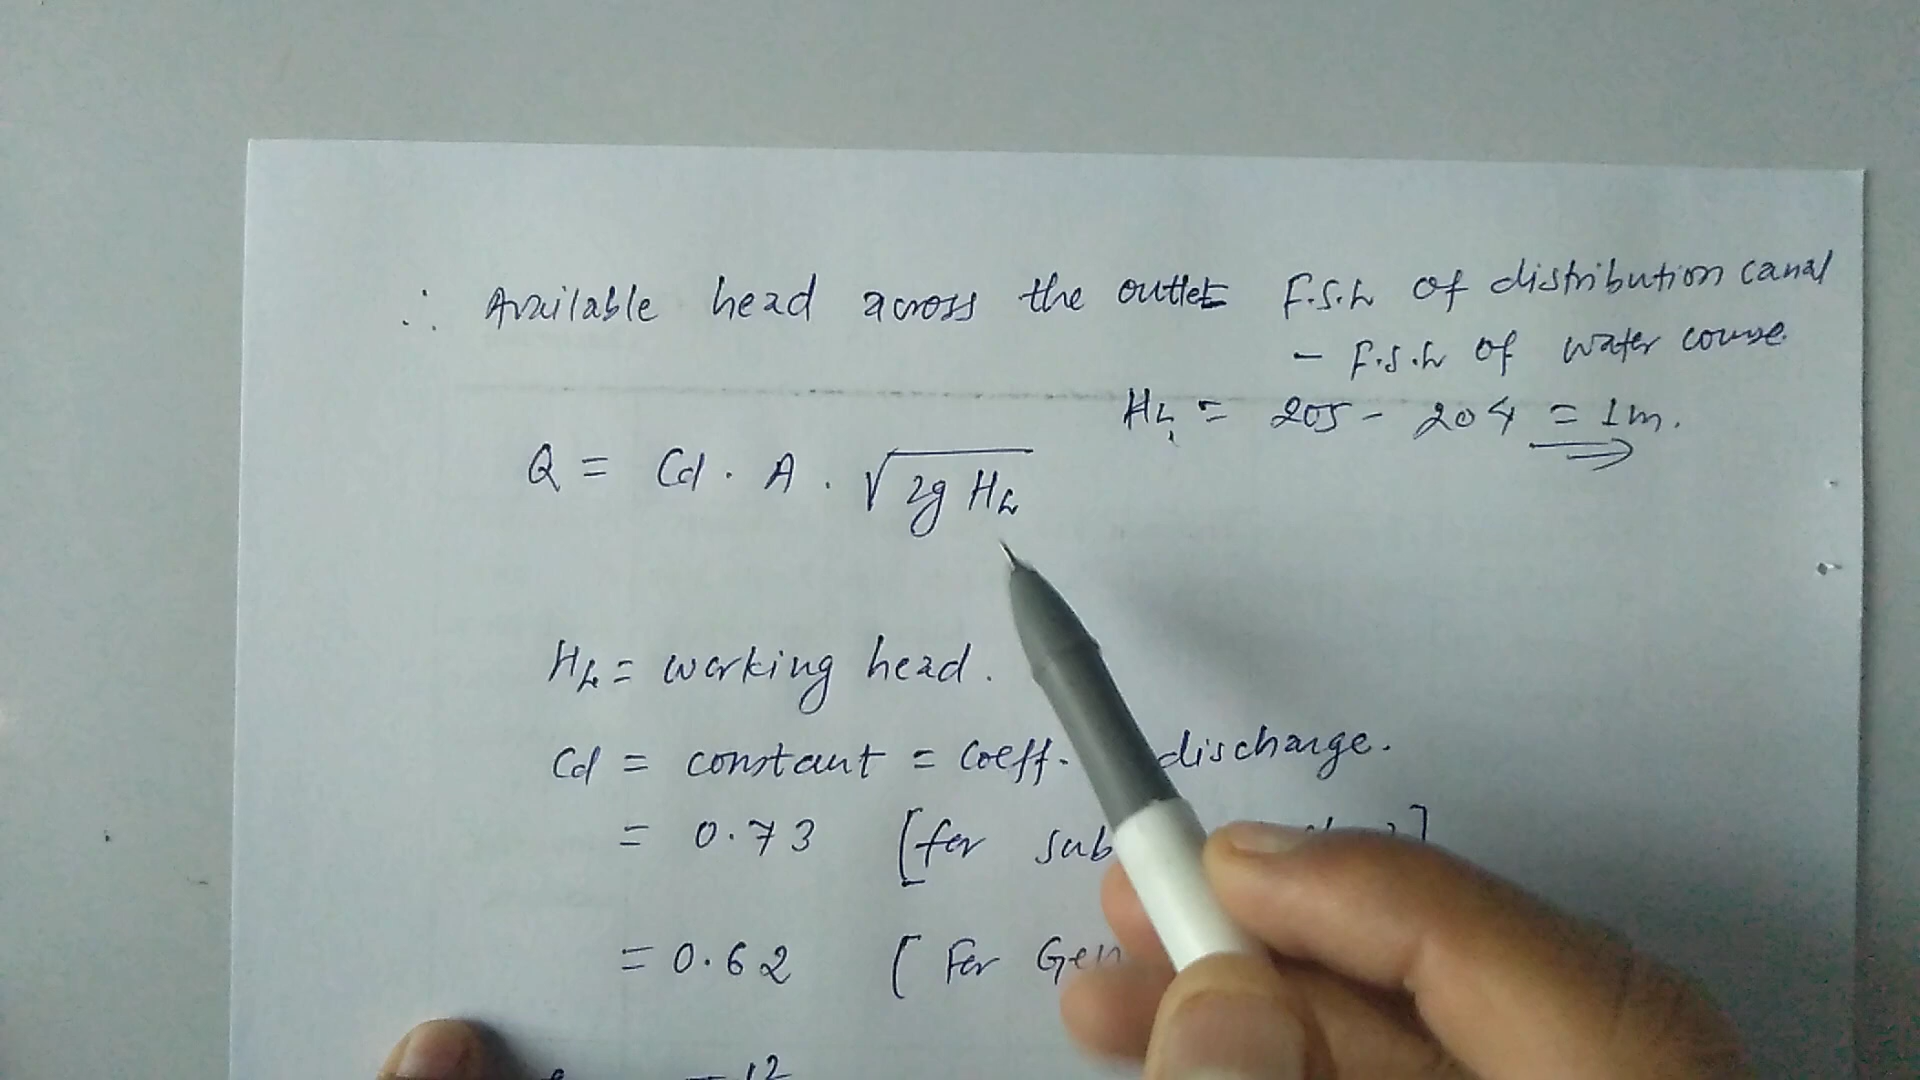 ∴ Available head across the outlet = F.S.L of distribution canal
- F.S.L of water course
H_L = 205 - 204 = 1m.
Q = Cd . A . √2g H_L
H_L = working head.
Cd = constant = Coeff. discharge.
= 0.73 [for sub
= 0.62 [For Gen